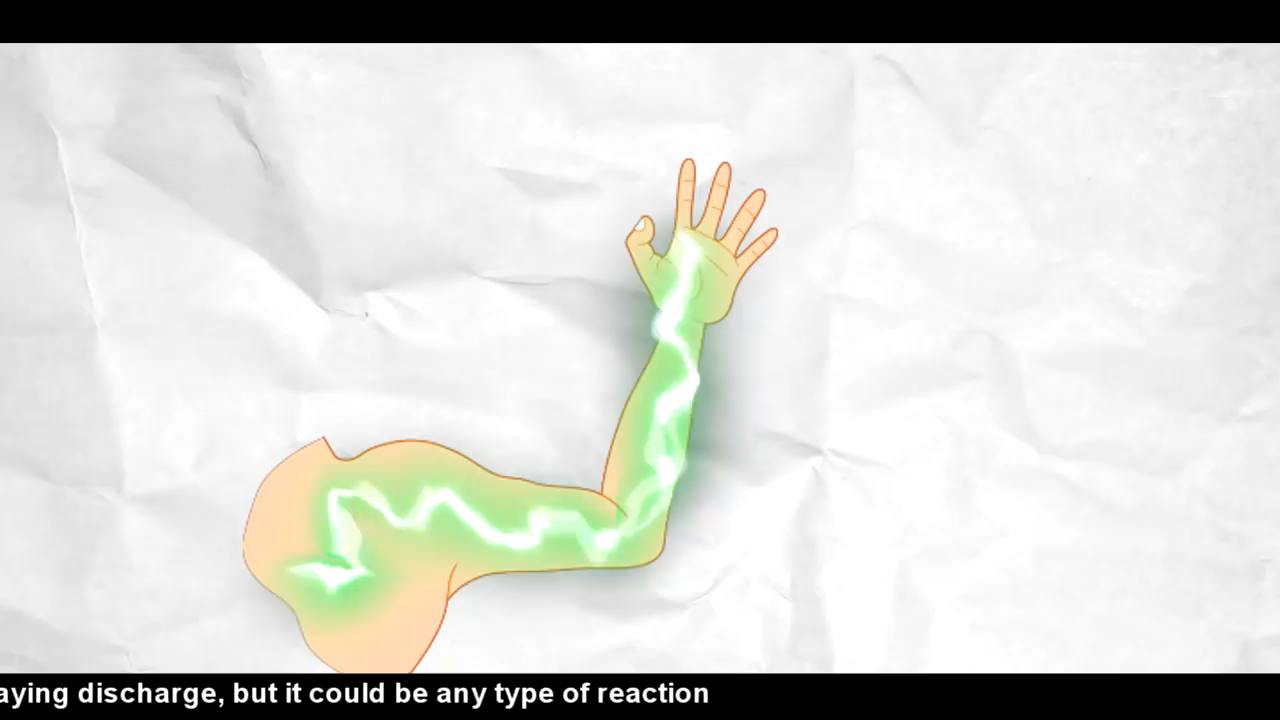 aying discharge, but it could be any type of reaction